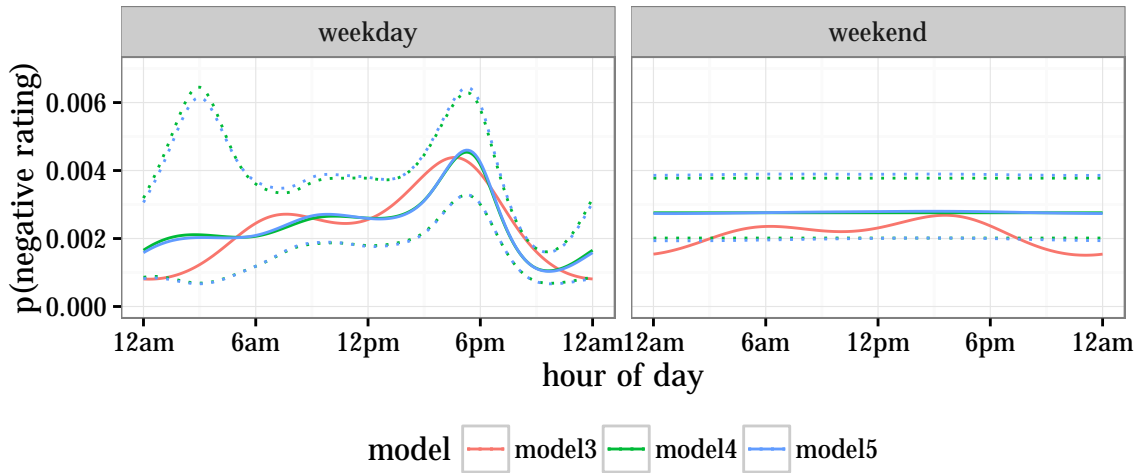 weekday
weekend
p(negative rating)
0.006
0.004
0.002
0.000
12am 6am 12pm 6pm 12am 12am 6am 12pm 6pm 12am
hour of day
model model3 model4 model5